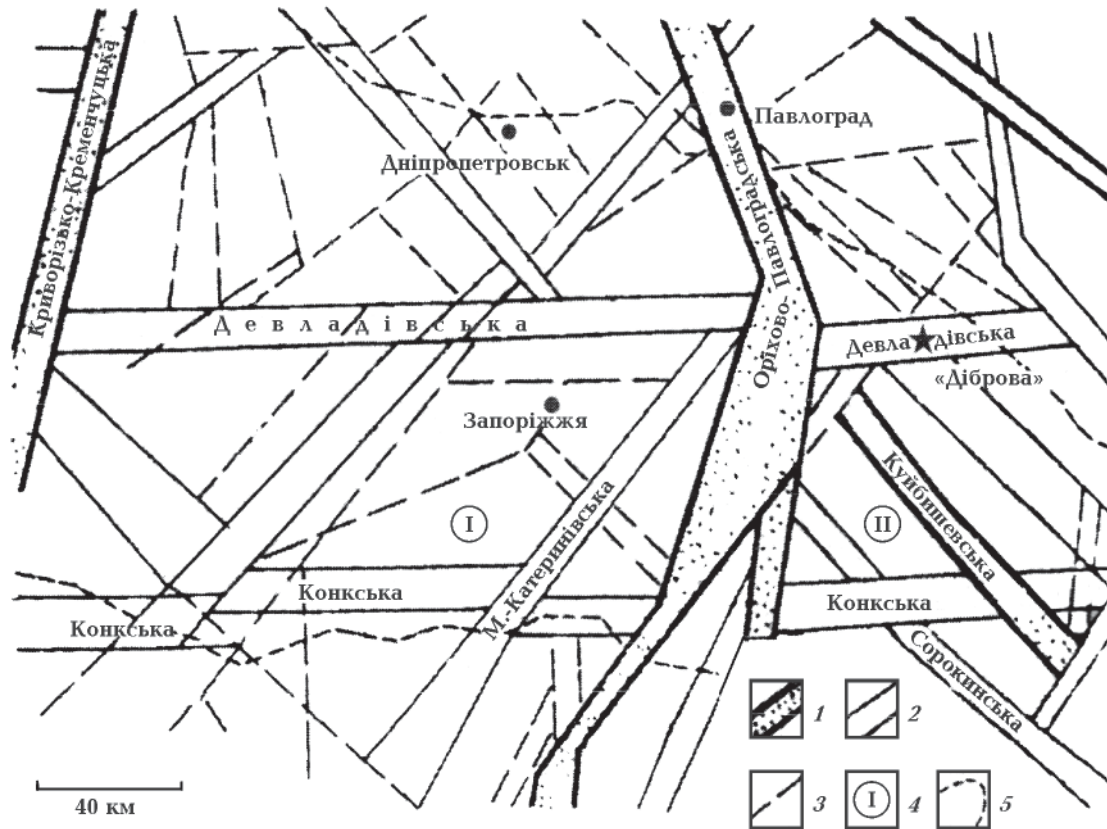 Криворізько-Кременчуцька
Дніпропетровськ
Павлоград
Оріхово- Павлоградська
Девладівська
Девладівська
«Діброва»
Запоріжжя
I
II
Куйбишевська
М.-Катеринівська
Конкська
Конкська
Конкська
Сорокинська
1
2
3
I
4
5
40 км